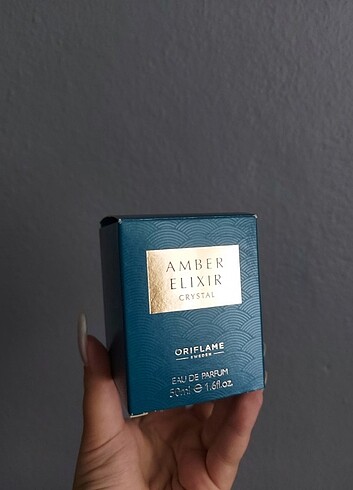 AMBER
ELIXIR
CRYSTAL
ORIFLAME
SWEDEN
EAU DE PARFUM
50ml ℮ 1.6fl.oz.